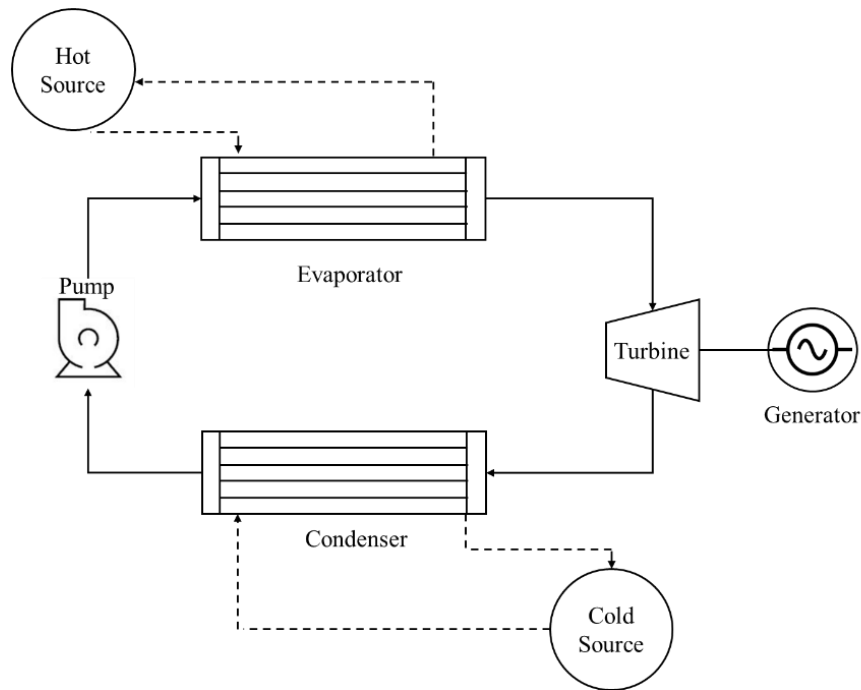 Hot
Source
Evaporator
Pump
Turbine
Generator
Condenser
Cold
Source